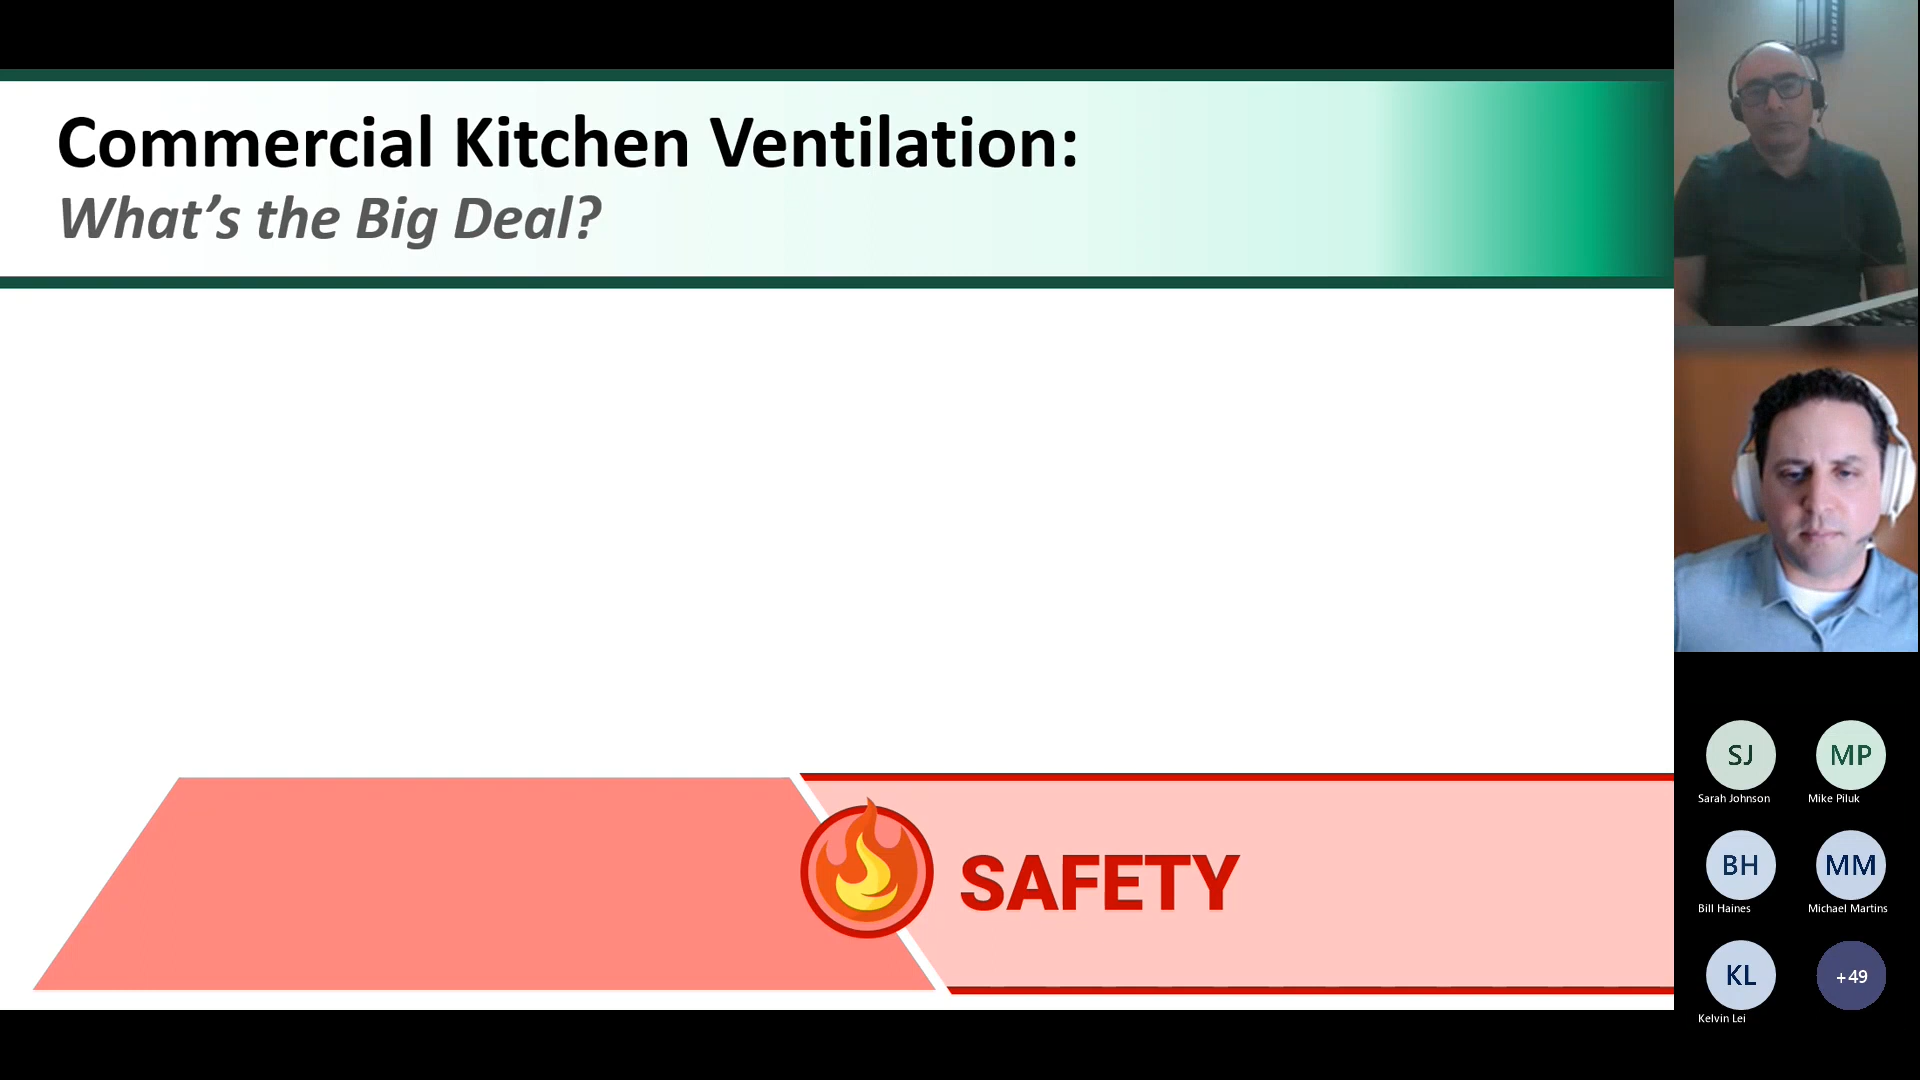 Commercial Kitchen Ventilation:
What's the Big Deal?
SAFETY
SJ
MP
Sarah Johnson
Mike Piluk
BH
MM
Bill Haines
Michael Martins
KL
+49
Kelvin Lei